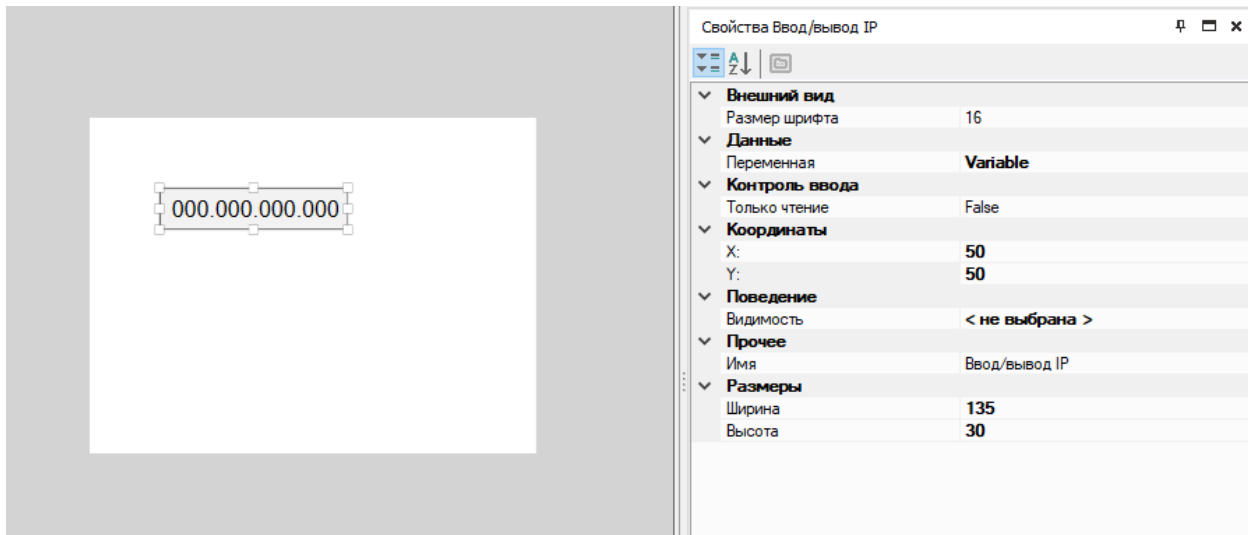 Свойства Ввод/вывод IP
Внешний вид
Размер шрифта 16
Данные
Переменная Variable
Контроль ввода
Только чтение False
Координаты
X: 50
Y: 50
Поведение
Видимость < не выбрана >
Прочее
Имя Ввод/вывод IP
Размеры
Ширина 135
Высота 30
000.000.000.000